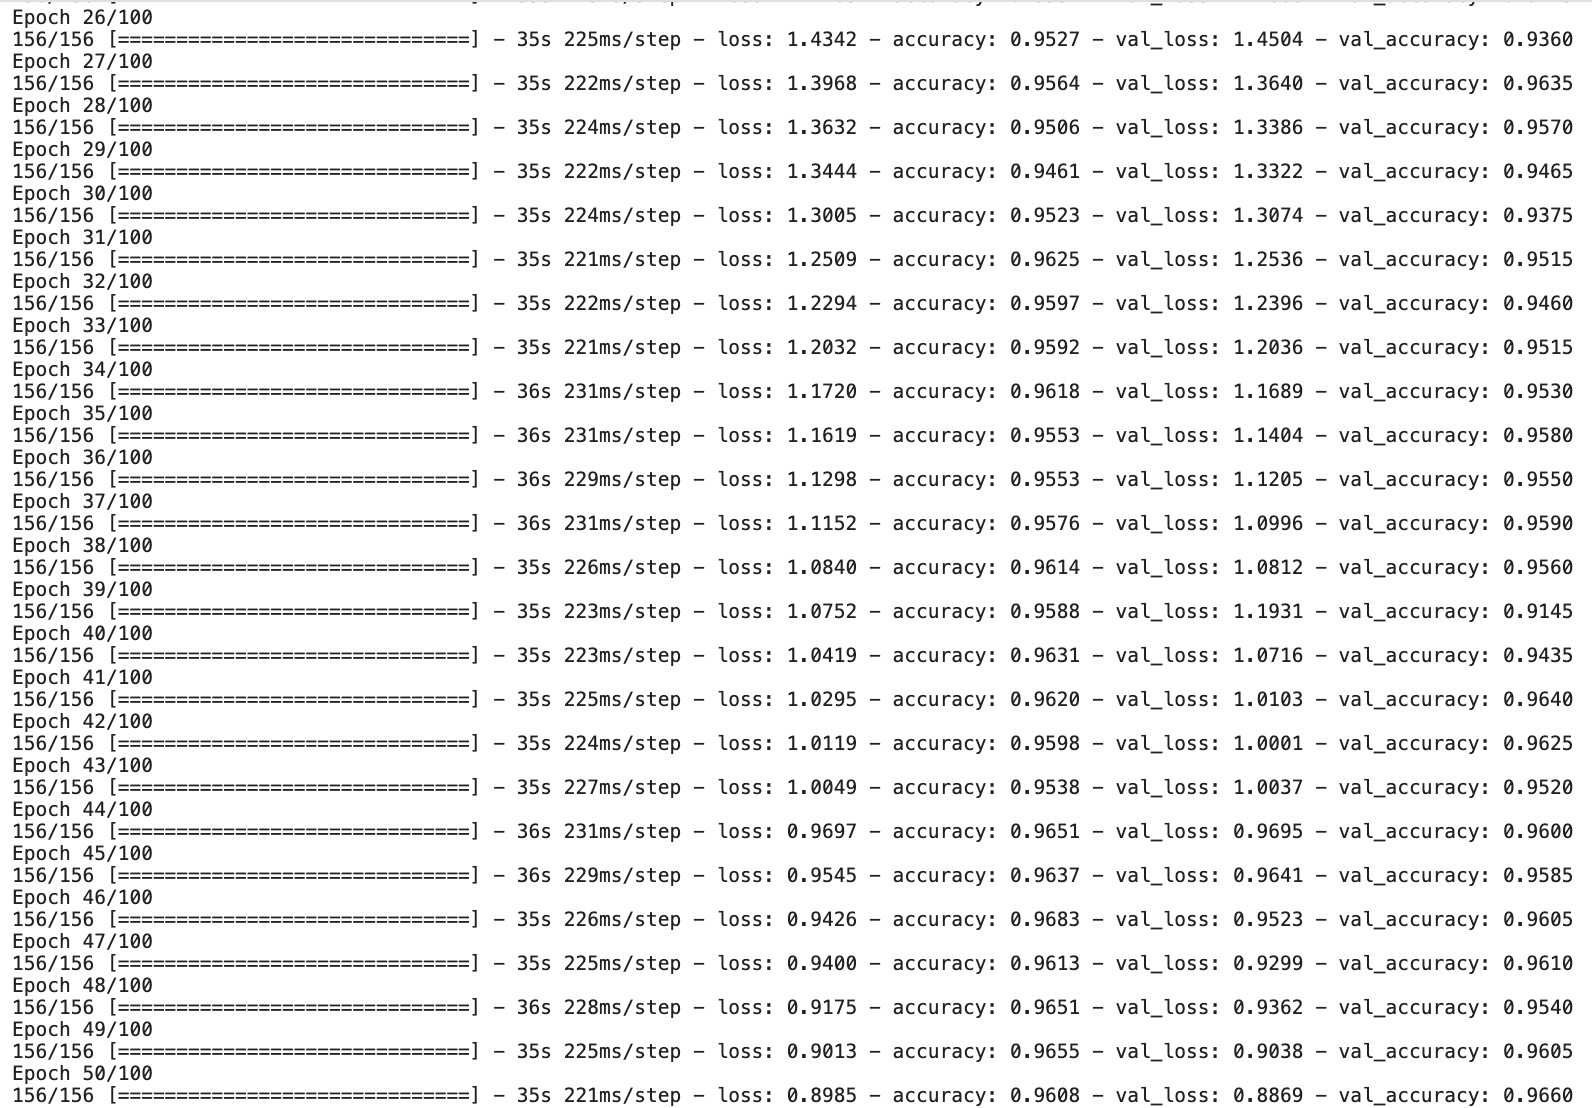 Epoch 26/100
156/156 [==============================] - 35s 225ms/step - loss: 1.4342 - accuracy: 0.9527 - val_loss: 1.4504 - val_accuracy: 0.9360
Epoch 27/100
156/156 [==============================] - 35s 222ms/step - loss: 1.3968 - accuracy: 0.9564 - val_loss: 1.3640 - val_accuracy: 0.9635
Epoch 28/100
156/156 [==============================] - 35s 224ms/step - loss: 1.3632 - accuracy: 0.9506 - val_loss: 1.3386 - val_accuracy: 0.9570
Epoch 29/100
156/156 [==============================] - 35s 222ms/step - loss: 1.3444 - accuracy: 0.9461 - val_loss: 1.3322 - val_accuracy: 0.9465
Epoch 30/100
156/156 [==============================] - 35s 224ms/step - loss: 1.3005 - accuracy: 0.9523 - val_loss: 1.3074 - val_accuracy: 0.9375
Epoch 31/100
156/156 [==============================] - 35s 221ms/step - loss: 1.2509 - accuracy: 0.9625 - val_loss: 1.2536 - val_accuracy: 0.9515
Epoch 32/100
156/156 [==============================] - 35s 222ms/step - loss: 1.2294 - accuracy: 0.9597 - val_loss: 1.2396 - val_accuracy: 0.9460
Epoch 33/100
156/156 [==============================] - 35s 221ms/step - loss: 1.2032 - accuracy: 0.9592 - val_loss: 1.2036 - val_accuracy: 0.9515
Epoch 34/100
156/156 [==============================] - 36s 231ms/step - loss: 1.1720 - accuracy: 0.9618 - val_loss: 1.1689 - val_accuracy: 0.9530
Epoch 35/100
156/156 [==============================] - 36s 231ms/step - loss: 1.1619 - accuracy: 0.9553 - val_loss: 1.1404 - val_accuracy: 0.9580
Epoch 36/100
156/156 [==============================] - 36s 229ms/step - loss: 1.1298 - accuracy: 0.9553 - val_loss: 1.1205 - val_accuracy: 0.9550
Epoch 37/100
156/156 [==============================] - 36s 231ms/step - loss: 1.1152 - accuracy: 0.9576 - val_loss: 1.0996 - val_accuracy: 0.9590
Epoch 38/100
156/156 [==============================] - 35s 226ms/step - loss: 1.0840 - accuracy: 0.9614 - val_loss: 1.0812 - val_accuracy: 0.9560
Epoch 39/100
156/156 [==============================] - 35s 223ms/step - loss: 1.0752 - accuracy: 0.9588 - val_loss: 1.1931 - val_accuracy: 0.9145
Epoch 40/100
156/156 [==============================] - 35s 223ms/step - loss: 1.0419 - accuracy: 0.9631 - val_loss: 1.0716 - val_accuracy: 0.9435
Epoch 41/100
156/156 [==============================] - 35s 225ms/step - loss: 1.0295 - accuracy: 0.9620 - val_loss: 1.0103 - val_accuracy: 0.9640
Epoch 42/100
156/156 [==============================] - 35s 224ms/step - loss: 1.0119 - accuracy: 0.9598 - val_loss: 1.0001 - val_accuracy: 0.9625
Epoch 43/100
156/156 [==============================] - 35s 227ms/step - loss: 1.0049 - accuracy: 0.9538 - val_loss: 1.0037 - val_accuracy: 0.9520
Epoch 44/100
156/156 [==============================] - 36s 231ms/step - loss: 0.9697 - accuracy: 0.9651 - val_loss: 0.9695 - val_accuracy: 0.9600
Epoch 45/100
156/156 [==============================] - 36s 229ms/step - loss: 0.9545 - accuracy: 0.9637 - val_loss: 0.9641 - val_accuracy: 0.9585
Epoch 46/100
156/156 [==============================] - 35s 226ms/step - loss: 0.9426 - accuracy: 0.9683 - val_loss: 0.9523 - val_accuracy: 0.9605
Epoch 47/100
156/156 [==============================] - 35s 225ms/step - loss: 0.9400 - accuracy: 0.9613 - val_loss: 0.9299 - val_accuracy: 0.9610
Epoch 48/100
156/156 [==============================] - 36s 228ms/step - loss: 0.9175 - accuracy: 0.9651 - val_loss: 0.9362 - val_accuracy: 0.9540
Epoch 49/100
156/156 [==============================] - 35s 225ms/step - loss: 0.9013 - accuracy: 0.9655 - val_loss: 0.9038 - val_accuracy: 0.9605
Epoch 50/100
156/156 [==============================] - 35s 221ms/step - loss: 0.8985 - accuracy: 0.9608 - val_loss: 0.8869 - val_accuracy: 0.9660